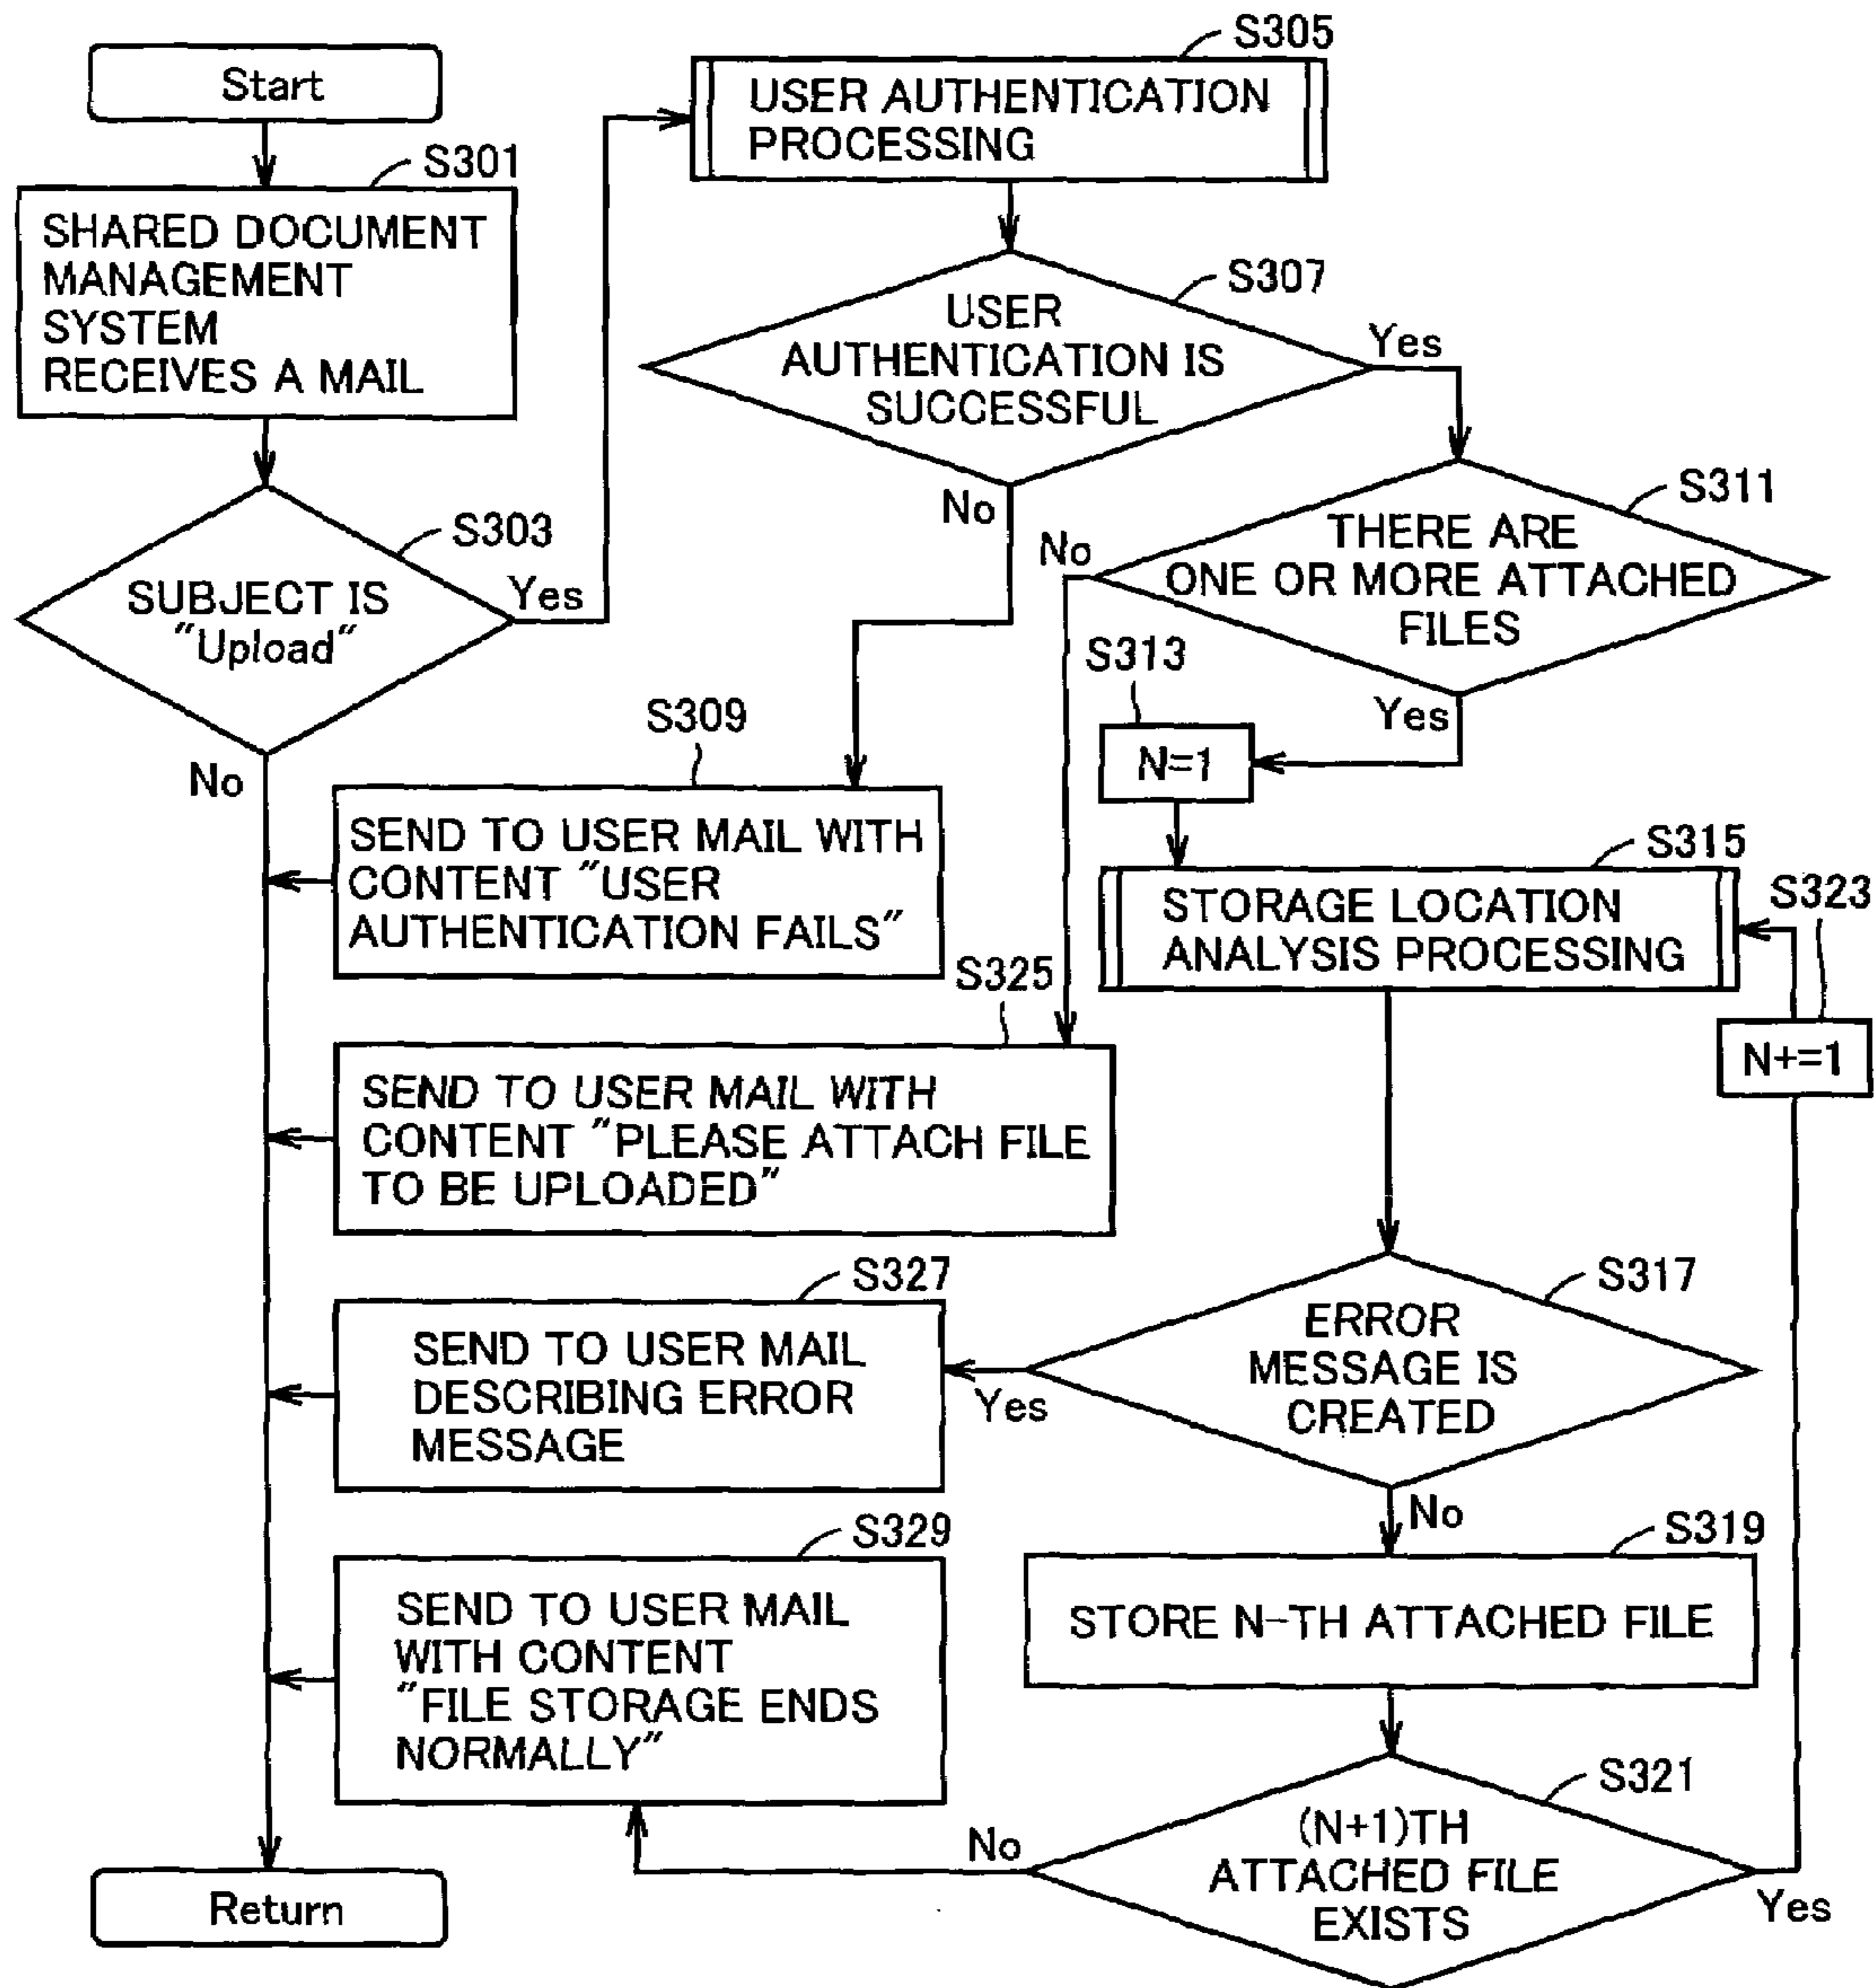 Start
S301
SHARED DOCUMENT
MANAGEMENT
SYSTEM
RECEIVES A MAIL
S303
SUBJECT IS
"Upload"
Yes
No
S305
USER AUTHENTICATION
PROCESSING
S307
USER
AUTHENTICATION IS
SUCCESSFUL
Yes
No
S309
SEND TO USER MAIL WITH
CONTENT "USER
AUTHENTICATION FAILS"
S311
THERE ARE
ONE OR MORE ATTACHED
FILES
No
Yes
S313
N=1
S315
STORAGE LOCATION
ANALYSIS PROCESSING
S323
N+=1
S325
SEND TO USER MAIL WITH
CONTENT "PLEASE ATTACH FILE
TO BE UPLOADED"
S317
ERROR
MESSAGE IS
CREATED
Yes
No
S327
SEND TO USER MAIL
DESCRIBING ERROR
MESSAGE
S319
STORE N-TH ATTACHED FILE
S321
(N+1)TH
ATTACHED FILE
EXISTS
No
Yes
S329
SEND TO USER MAIL
WITH CONTENT
"FILE STORAGE ENDS
NORMALLY"
Return